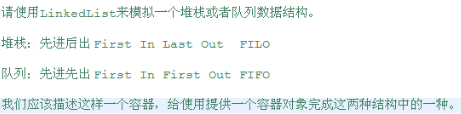 请使用LinkedList来模拟一个堆栈或者队列数据结构。
堆栈：先进后出 First In Last Out  FILO
队列：先进先出 First In First Out FIFO
我们应该描述这样一个容器，给使用提供一个容器对象完成这两种结构中的一种。